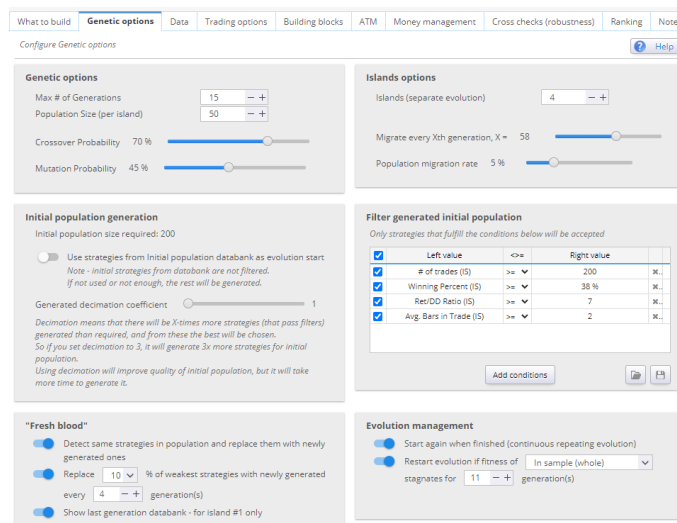 What to build
Genetic options
Data
Trading options
Building blocks
ATM
Money management
Cross checks (robustness)
Ranking
Note
Configure Genetic options
? Help
Genetic options
Max # of Generations 15 − +
Population Size (per island) 50 − +
Crossover Probability 70 %
Mutation Probability 45 %
Islands options
Islands (separate evolution) 4 − +
Migrate every Xth generation, X = 58
Population migration rate 5 %
Initial population generation
Initial population size required: 200
Use strategies from Initial population databank as evolution start
Note - initial strategies from databank are not filtered.
If not used or not enough, the rest will be generated.
Generated decimation coefficient 1
Decimation means that there will be X-times more strategies (that pass filters)
generated than required, and from these the best will be chosen.
So if you set decimation to 3, it will generate 3x more strategies for initial
population.
Using decimation will improve quality of initial population, but it will take
more time to generate it.
Filter generated initial population
Only strategies that fulfill the conditions below will be accepted
Left value <>= Right value
# of trades (IS) >= 200
Winning Percent (IS) >= 38 %
Ret/DD Ratio (IS) >= 7
Avg. Bars in Trade (IS) >= 2
Add conditions
"Fresh blood"
Detect same strategies in population and replace them with newly
generated ones
Replace 10 % of weakest strategies with newly generated
every 4 − + generation(s)
Show last generation databank - for island #1 only
Evolution management
Start again when finished (continuous repeating evolution)
Restart evolution if fitness of In sample (whole)
stagnates for 11 − + generation(s)